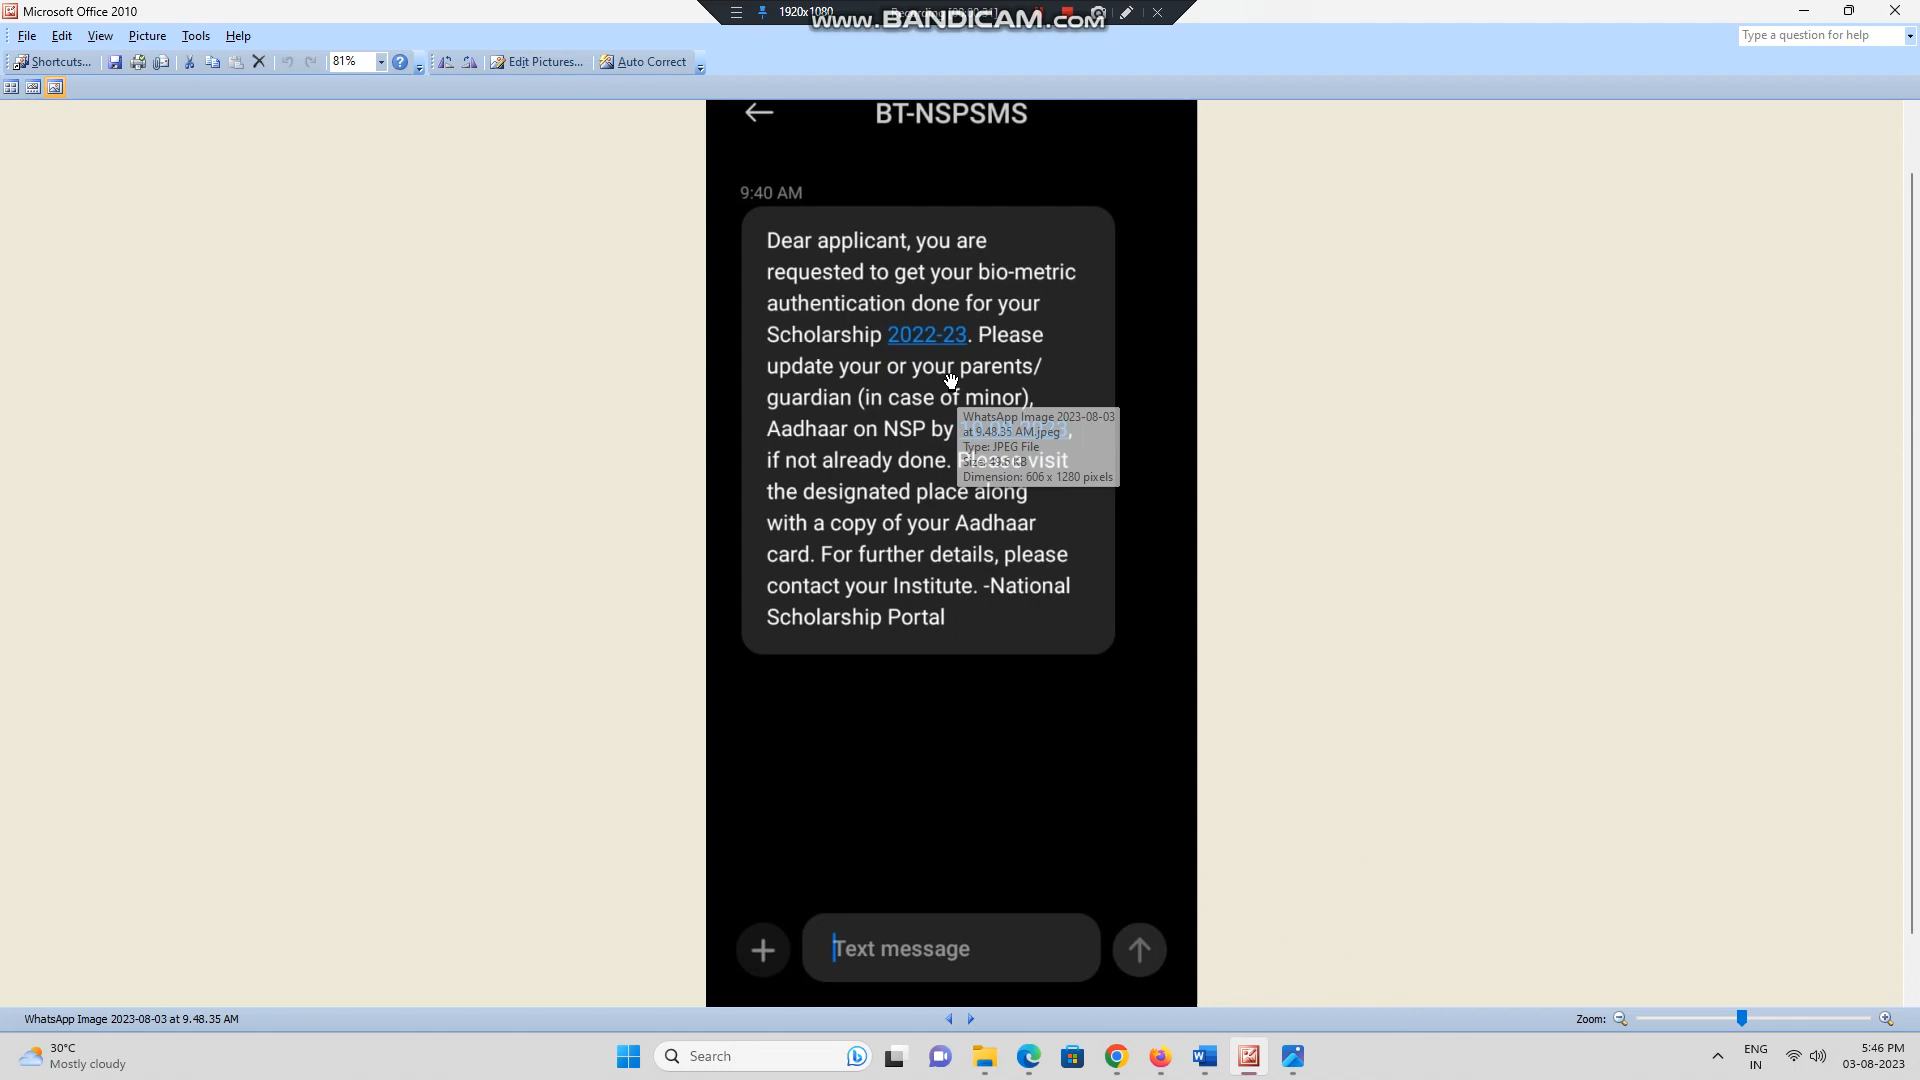 Microsoft Office 2010
1920x1080
www.BANDICAM.com
File Edit View Picture Tools Help
Type a question for help
Shortcuts...
81%
Edit Pictures...
Auto Correct
BT-NSPSMS
9:40 AM
Dear applicant, you are
requested to get your bio-metric
authentication done for your
Scholarship 2022-23. Please
update your or your parents/
guardian (in case of minor),
Aadhaar on NSP by
if not already done. Please visit
the designated place along
with a copy of your Aadhaar
card. For further details, please
contact your Institute. -National
Scholarship Portal
WhatsApp Image 2023-08-03
at 9.48.35 AM.jpeg
Type: JPEG File
Dimension: 606 x 1280 pixels
Text message
WhatsApp Image 2023-08-03 at 9.48.35 AM
Zoom:
30°C
Mostly cloudy
Search
ENG
IN
5:46 PM
03-08-2023